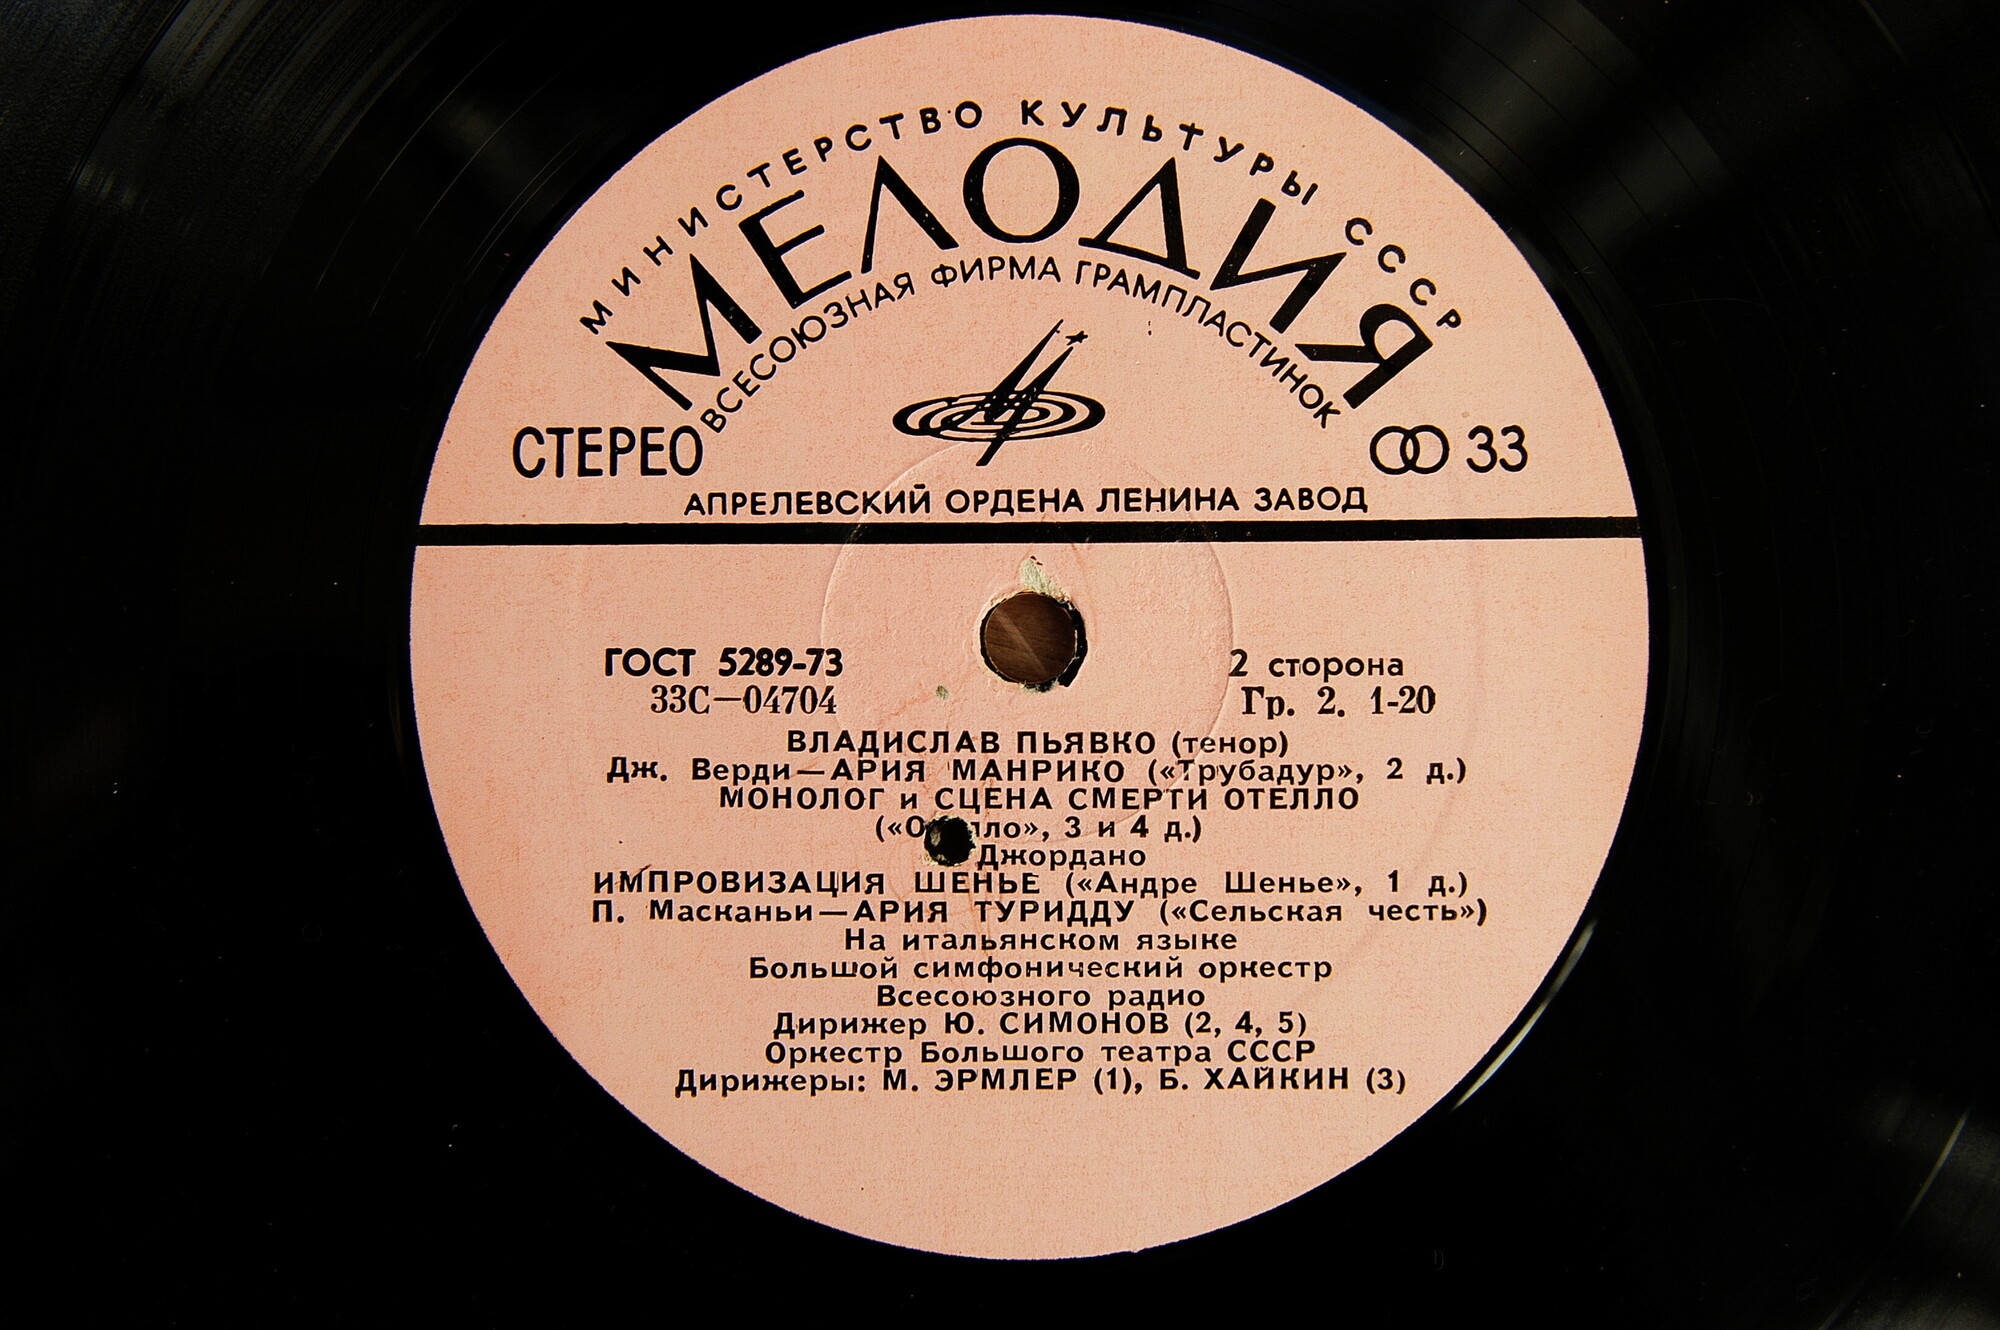 МИНИСТЕРСТВО КУЛЬТУРЫ СССР
МЕЛОДИЯ
ВСЕСОЮЗНАЯ ФИРМА ГРАМПЛАСТИНОК
СТЕРЕО
33
АПРЕЛЕВСКИЙ ОРДЕНА ЛЕНИНА ЗАВОД
ГОСТ 5289-73
2 сторона
33С—04704
Гр. 2. 1-20
ВЛАДИСЛАВ ПЬЯВКО (тенор)
Дж. Верди—АРИЯ МАНРИКО («Трубадур», 2 д.)
МОНОЛОГ и СЦЕНА СМЕРТИ ОТЕЛЛО
3 и 4 д.)
Джордано
ИМПРОВИЗАЦИЯ ШЕНЬЕ («Андре Шенье», 1 д.)
П. Масканьи—АРИЯ ТУРИДДУ («Сельская честь»)
На итальянском языке
Большой симфонический оркестр
Всесоюзного радио
Дирижер Ю. СИМОНОВ (2, 4, 5)
Оркестр Большого театра СССР
Дирижеры: М. ЭРМЛЕР (1), Б. ХАЙКИН (3)